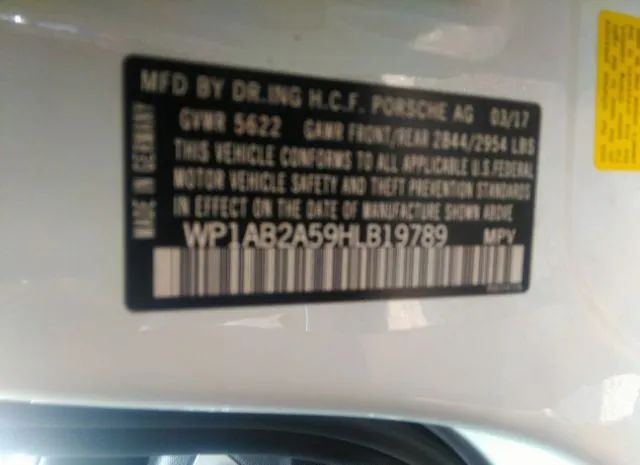 MFD BY DR.ING H.C.F. PORSCHE AG 03/17
GVWR 5622 GAWR FRONT/REAR 2844/2954 LBS
THIS VEHICLE CONFORMS TO ALL APPLICABLE U.S. FEDERAL
MOTOR VEHICLE SAFETY AND THEFT PREVENTION STANDARDS
IN EFFECT ON THE DATE OF MANUFACTURE SHOWN ABOVE.
WP1AB2A59HLB19789 MPV
MADE IN GERMANY